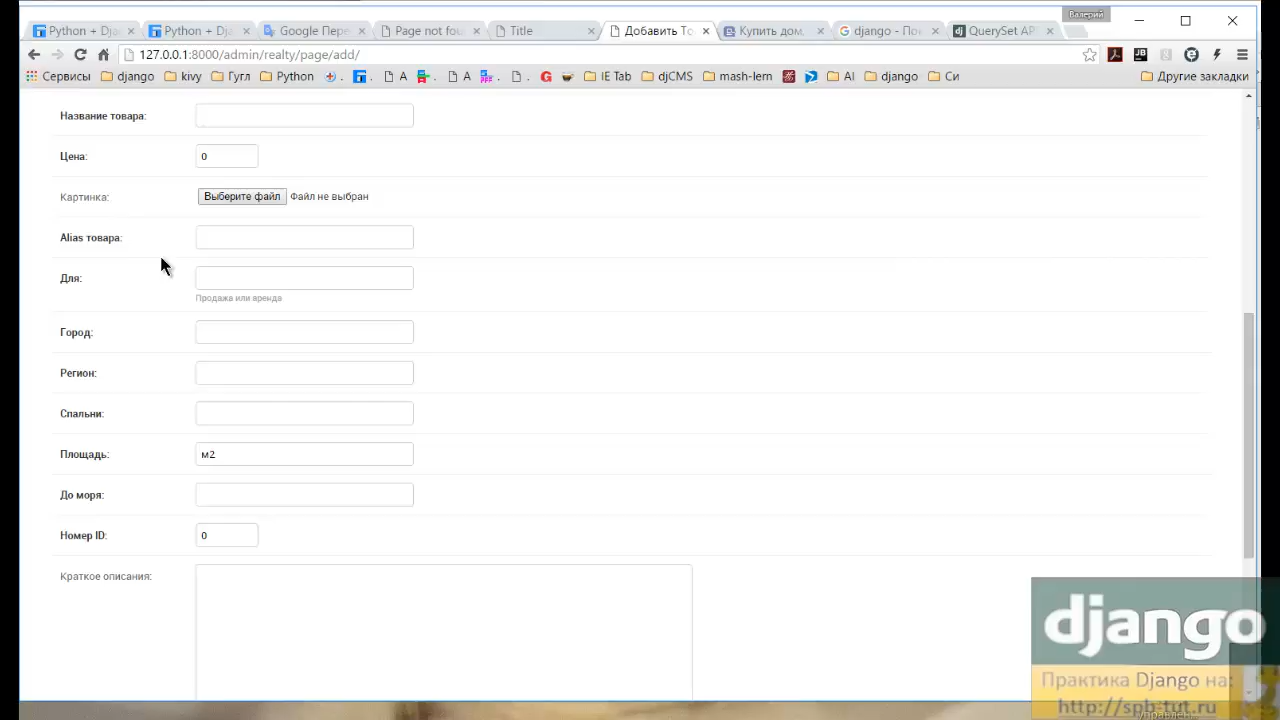 Валерий
Python + Dja
Python + Dja
Google Пере
Page not fou
Title
Добавить То
Купить дом
django - Пои
QuerySet API
127.0.0.1:8000/admin/realty/page/add/
Сервисы django kivy Гугл Python A A IE Tab djCMS mash-lern AI django Си Другие закладки
Название товара:
Цена: 0
Картинка: Выберите файл Файл не выбран
Alias товара:
Для:
Продажа или аренда
Город:
Регион:
Спальни:
Площадь: м2
До моря:
Номер ID: 0
Краткое описания:
django
Практика Django на:
http://spb-tut.ru